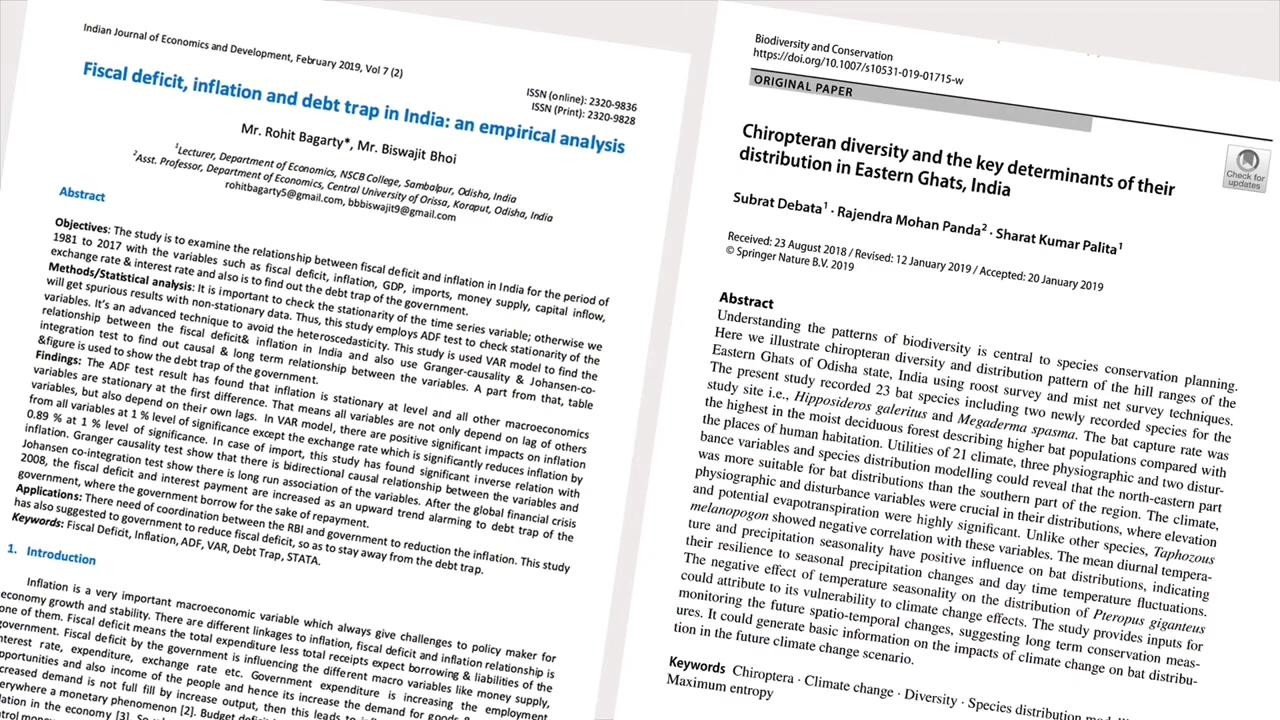 Indian Journal of Economics and Development, February 2019, Vol 7 (2)
ISSN (online): 2320-9836
ISSN (Print): 2320-9828
Fiscal deficit, inflation and debt trap in India: an empirical analysis
Mr. Rohit Bagarty*, Mr. Biswajit Bhoi
1Lecturer, Department of Economics, NSCB College, Sambalpur, Odisha, India
2Asst. Professor, Department of Economics, Central University of Orissa, Koraput, Odisha, India
rohitbagarty5@gmail.com, bbbiswajit9@gmail.com
Abstract
Objectives: The study is to examine the relationship between fiscal deficit and inflation in India for the period of
1981 to 2017 with the variables such as fiscal deficit, inflation, GDP, imports, money supply, capital inflow,
exchange rate & interest rate and also is to find out the debt trap of the government.
Methods/Statistical analysis: It is important to check the stationarity of the time series variable; otherwise we
will get spurious results with non-stationary data. Thus, this study employs ADF test to check stationarity of the
variables. It's an advanced technique to avoid the heteroscedasticity. This study is used VAR model to find the
relationship between the fiscal deficit& inflation in India and also use Granger-causality & Johansen-co-
integration test to find out causal & long term relationship between the variables. A part from that, table
&figure is used to show the debt trap of the government.
Findings: The ADF test result has found that inflation is stationary at level and all other macroeconomics
variables are stationary at the first difference. That means all variables are not only depend on lag of others
variables, but also depend on their own lags. In VAR model, there are positive significant impacts on inflation
from all variables at 1 % level of significance except the exchange rate which is significantly reduces inflation by
0.89 % at 1 % level of significance. In case of import, this study has found significant inverse relation with
inflation. Granger causality test show that there is bidirectional causal relationship between the variables and
Johansen co-integration test show there is long run association of the variables. After the global financial crisis
2008, the fiscal deficit and interest payment are increased as an upward trend alarming to debt trap of the
government, where the government borrow for the sake of repayment.
Applications: There need of coordination between the RBI and government to reduction the inflation. This study
has also suggested to government to reduce fiscal deficit, so as to stay away from the debt trap.
Keywords: Fiscal Deficit, Inflation, ADF, VAR, Debt Trap, STATA.
1. Introduction
Inflation is a very important macroeconomic variable which always give challenges to policy maker for
economy growth and stability. There are different linkages to inflation, fiscal deficit and inflation relationship is
one of them. Fiscal deficit means the total expenditure less total receipts expect borrowing & liabilities of the
government. Fiscal deficit by the government is influencing the different macro variables like money supply,
interest rate, expenditure, exchange rate etc. Government expenditure is increasing the employment
opportunities and also income of the people and hence its increase the demand for goods &
creased demand is not full fill by increase output, then this leads to
erywhere a monetary phenomenon [2]. Budget
lation in the economy [3].
Biodiversity and Conservation
https://doi.org/10.1007/s10531-019-01715-w
ORIGINAL PAPER
Check for
updates
Chiropteran diversity and the key determinants of their
distribution in Eastern Ghats, India
Subrat Debata1 · Rajendra Mohan Panda2 · Sharat Kumar Palita1
Received: 23 August 2018 / Revised: 12 January 2019 / Accepted: 20 January 2019
© Springer Nature B.V. 2019
Abstract
Understanding the patterns of biodiversity is central to species conservation planning.
Here we illustrate chiropteran diversity and distribution pattern of the hill ranges of the
Eastern Ghats of Odisha state, India using roost survey and mist net survey techniques.
The present study recorded 23 bat species including two newly recorded species for the
study site i.e., Hipposideros galeritus and Megaderma spasma. The bat capture rate was
the highest in the moist deciduous forest describing higher bat populations compared with
the places of human habitation. Utilities of 21 climate, three physiographic and two distur-
bance variables and species distribution modelling could reveal that the north-eastern part
was more suitable for bat distributions than the southern part of the region. The climate,
physiographic and disturbance variables were crucial in their distributions, where elevation
and potential evapotranspiration were highly significant. Unlike other species, Taphozous
melanopogon showed negative correlation with these variables. The mean diurnal tempera-
ture and precipitation seasonality have positive influence on bat distributions, indicating
their resilience to seasonal precipitation changes and day time temperature fluctuations.
The negative effect of temperature seasonality on the distribution of Pteropus giganteus
could attribute to its vulnerability to climate change effects. The study provides inputs for
monitoring the future spatio-temporal changes, suggesting long term conservation meas-
ures. It could generate basic information on the impacts of climate change on bat distribu-
tion in the future climate change scenario.
Keywords Chiroptera · Climate change · Diversity · Species distribution
Maximum entropy